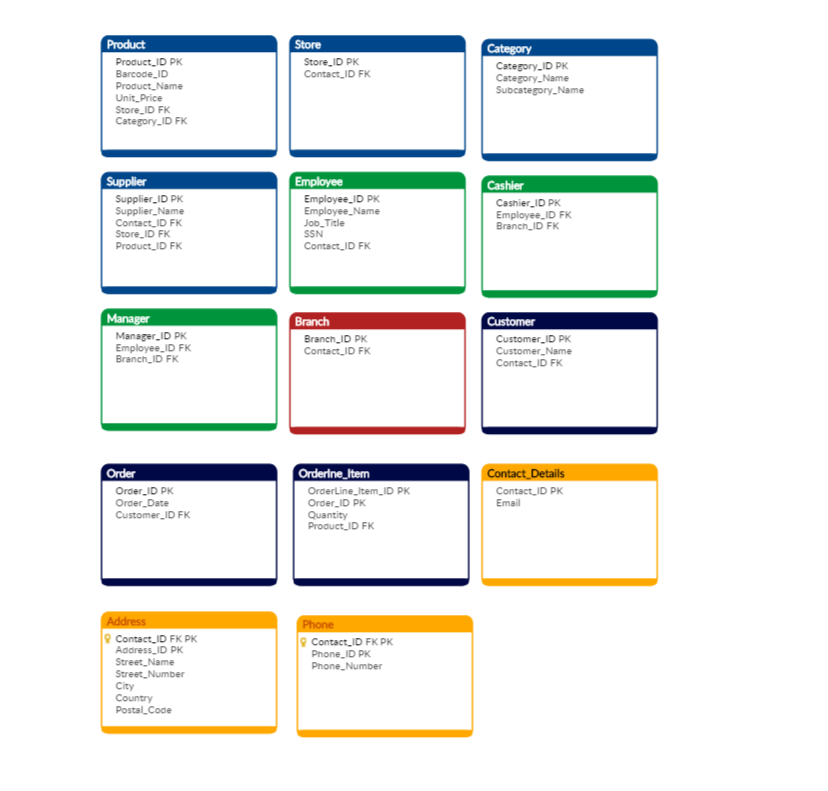 Product
Product_ID PK
Barcode_ID
Product_Name
Unit_Price
Store_ID FK
Category_ID FK
Store
Store_ID PK
Contact_ID FK
Category
Category_ID PK
Category_Name
Subcategory_Name
Supplier
Supplier_ID PK
Supplier_Name
Contact_ID FK
Store_ID FK
Product_ID FK
Employee
Employee_ID PK
Employee_Name
Job_Title
SSN
Contact_ID FK
Cashier
Cashier_ID PK
Employee_ID FK
Branch_ID FK
Manager
Manager_ID PK
Employee_ID FK
Branch_ID FK
Branch
Branch_ID PK
Contact_ID FK
Customer
Customer_ID PK
Customer_Name
Contact_ID FK
Order
Order_ID PK
Order_Date
Customer_ID FK
Orderlne_Item
OrderLine_Item_ID PK
Order_ID PK
Quantity
Product_ID FK
Contact_Details
Contact_ID PK
Email
Address
Contact_ID FK PK
Address_ID PK
Street_Name
Street_Number
City
Country
Postal_Code
Phone
Contact_ID FK PK
Phone_ID PK
Phone_Number